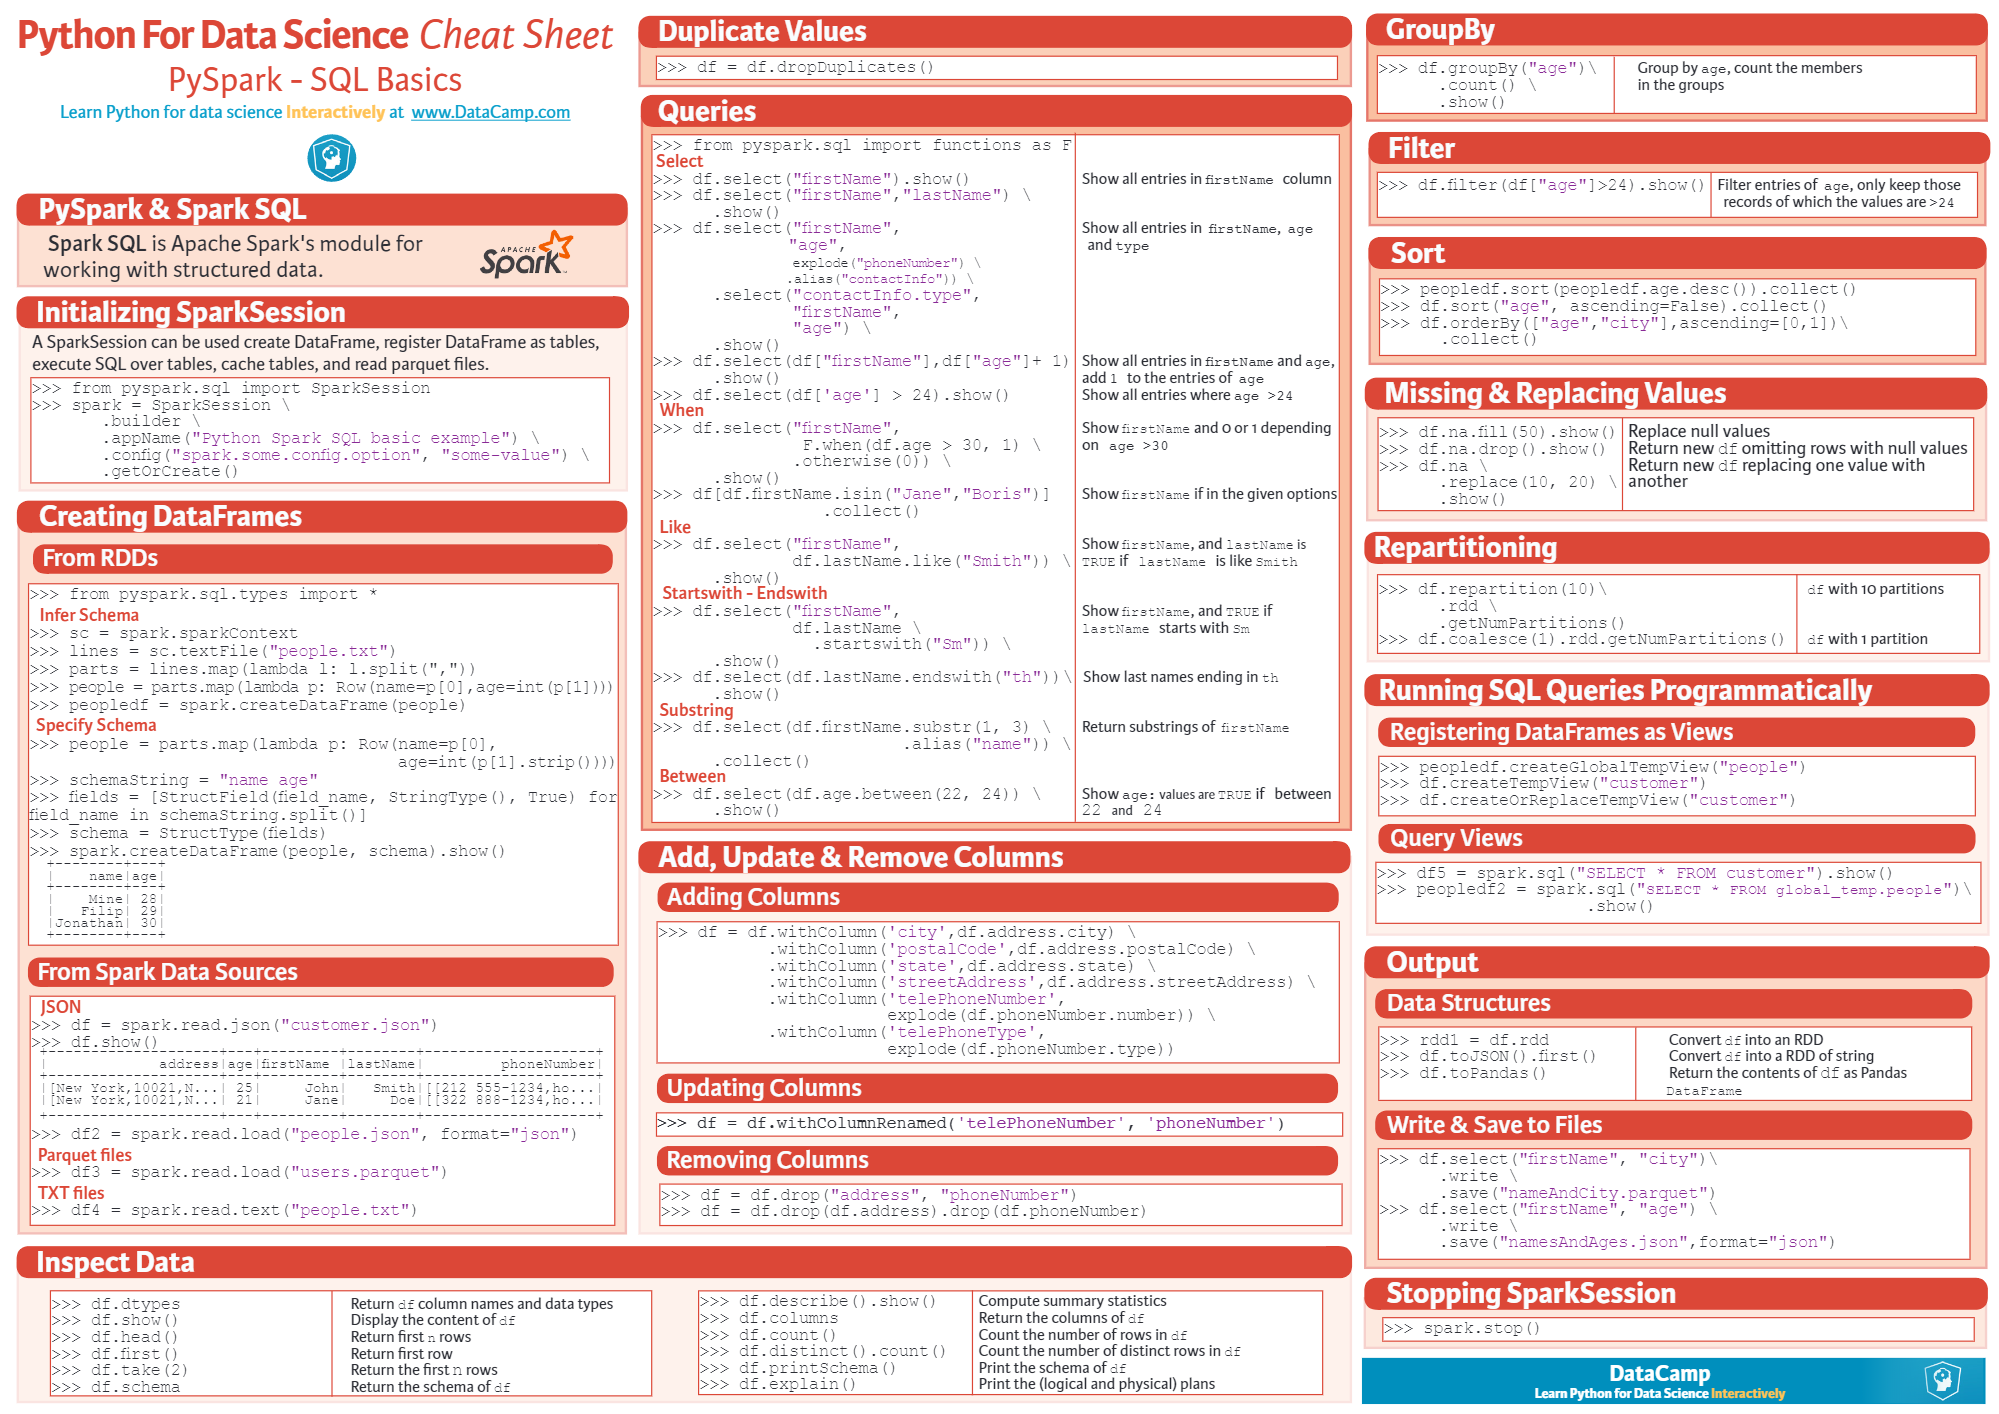 Python For Data Science Cheat Sheet
PySpark - SQL Basics
Learn Python for data science Interactively at www.DataCamp.com
PySpark & Spark SQL
Spark SQL is Apache Spark's module for
working with structured data.
APACHE
Spark
Initializing SparkSession
A SparkSession can be used create DataFrame, register DataFrame as tables,
execute SQL over tables, cache tables, and read parquet files.
>>> from pyspark.sql import SparkSession
>>> spark = SparkSession \
.builder \
.appName("Python Spark SQL basic example") \
.config("spark.some.config.option", "some-value") \
.getOrCreate()
Creating DataFrames
From RDDs
>>> from pyspark.sql.types import *
Infer Schema
>>> sc = spark.sparkContext
>>> lines = sc.textFile("people.txt")
>>> parts = lines.map(lambda l: l.split(","))
>>> people = parts.map(lambda p: Row(name=p[0],age=int(p[1])))
>>> peopledf = spark.createDataFrame(people)
Specify Schema
>>> people = parts.map(lambda p: Row(name=p[0],
age=int(p[1].strip())))
>>> schemaString = "name age"
>>> fields = [StructField(field_name, StringType(), True) for
field_name in schemaString.split()]
>>> schema = StructType(fields)
>>> spark.createDataFrame(people, schema).show()
+--------+---+
|    name|age|
+--------+---+
|    Mine| 28|
|   Filip| 29|
|Jonathan| 30|
+--------+---+
From Spark Data Sources
JSON
>>> df = spark.read.json("customer.json")
>>> df.show()
+--------------------+---+---------+--------+--------------------+
|             address|age|firstName |lastName|         phoneNumber|
+--------------------+---+---------+--------+--------------------+
|[New York,10021,N...| 25|     John|   Smith|[[212 555-1234,ho...|
|[New York,10021,N...| 21|     Jane|     Doe|[[322 888-1234,ho...|
+--------------------+---+---------+--------+--------------------+
>>> df2 = spark.read.load("people.json", format="json")
Parquet files
>>> df3 = spark.read.load("users.parquet")
TXT files
>>> df4 = spark.read.text("people.txt")
Duplicate Values
>>> df = df.dropDuplicates()
Queries
>>> from pyspark.sql import functions as F
Select
>>> df.select("firstName").show() Show all entries in firstName column
>>> df.select("firstName","lastName") \
.show()
>>> df.select("firstName", Show all entries in firstName, age
"age", and type
explode("phoneNumber") \
.alias("contactInfo")) \
.select("contactInfo.type",
"firstName",
"age") \
.show()
>>> df.select(df["firstName"],df["age"]+ 1) Show all entries in firstName and age,
.show() add 1 to the entries of age
>>> df.select(df['age'] > 24).show() Show all entries where age >24
When
>>> df.select("firstName", Show firstName and 0 or 1 depending
F.when(df.age > 30, 1) \ on age >30
.otherwise(0)) \
.show()
>>> df[df.firstName.isin("Jane","Boris")] Show firstName if in the given options
.collect()
Like
>>> df.select("firstName", Show firstName, and lastName is
df.lastName.like("Smith")) \ TRUE if lastName is like Smith
.show()
Startswith - Endswith
>>> df.select("firstName", Show firstName, and TRUE if
df.lastName \ lastName starts with Sm
.startswith("Sm")) \
.show()
>>> df.select(df.lastName.endswith("th"))\ Show last names ending in th
.show()
Substring
>>> df.select(df.firstName.substr(1, 3) \ Return substrings of firstName
.alias("name")) \
.collect()
Between
>>> df.select(df.age.between(22, 24)) \ Show age: values are TRUE if between
.show() 22 and 24
Add, Update & Remove Columns
Adding Columns
>>> df = df.withColumn('city',df.address.city) \
.withColumn('postalCode',df.address.postalCode) \
.withColumn('state',df.address.state) \
.withColumn('streetAddress',df.address.streetAddress) \
.withColumn('telePhoneNumber',
explode(df.phoneNumber.number)) \
.withColumn('telePhoneType',
explode(df.phoneNumber.type))
Updating Columns
>>> df = df.withColumnRenamed('telePhoneNumber', 'phoneNumber')
Removing Columns
>>> df = df.drop("address", "phoneNumber")
>>> df = df.drop(df.address).drop(df.phoneNumber)
Inspect Data
>>> df.dtypes Return df column names and data types
>>> df.show() Display the content of df
>>> df.head() Return first n rows
>>> df.first() Return first row
>>> df.take(2) Return the first n rows
>>> df.schema Return the schema of df
>>> df.describe().show() Compute summary statistics
>>> df.columns Return the columns of df
>>> df.count() Count the number of rows in df
>>> df.distinct().count() Count the number of distinct rows in df
>>> df.printSchema() Print the schema of df
>>> df.explain() Print the (logical and physical) plans
GroupBy
>>> df.groupBy("age")\ Group by age, count the members
.count() \ in the groups
.show()
Filter
>>> df.filter(df["age"]>24).show() Filter entries of age, only keep those
records of which the values are >24
Sort
>>> peopledf.sort(peopledf.age.desc()).collect()
>>> df.sort("age", ascending=False).collect()
>>> df.orderBy(["age","city"],ascending=[0,1])\
.collect()
Missing & Replacing Values
>>> df.na.fill(50).show() Replace null values
>>> df.na.drop().show() Return new df omitting rows with null values
>>> df.na \ Return new df replacing one value with
.replace(10, 20) \ another
.show()
Repartitioning
>>> df.repartition(10)\ df with 10 partitions
.rdd \
.getNumPartitions()
>>> df.coalesce(1).rdd.getNumPartitions() df with 1 partition
Running SQL Queries Programmatically
Registering DataFrames as Views
>>> peopledf.createGlobalTempView("people")
>>> df.createTempView("customer")
>>> df.createOrReplaceTempView("customer")
Query Views
>>> df5 = spark.sql("SELECT * FROM customer").show()
>>> peopledf2 = spark.sql("SELECT * FROM global_temp.people")\
.show()
Output
Data Structures
>>> rdd1 = df.rdd Convert df into an RDD
>>> df.toJSON().first() Convert df into a RDD of string
>>> df.toPandas() Return the contents of df as Pandas
DataFrame
Write & Save to Files
>>> df.select("firstName", "city")\
.write \
.save("nameAndCity.parquet")
>>> df.select("firstName", "age") \
.write \
.save("namesAndAges.json",format="json")
Stopping SparkSession
>>> spark.stop()
DataCamp
Learn Python for Data Science Interactively